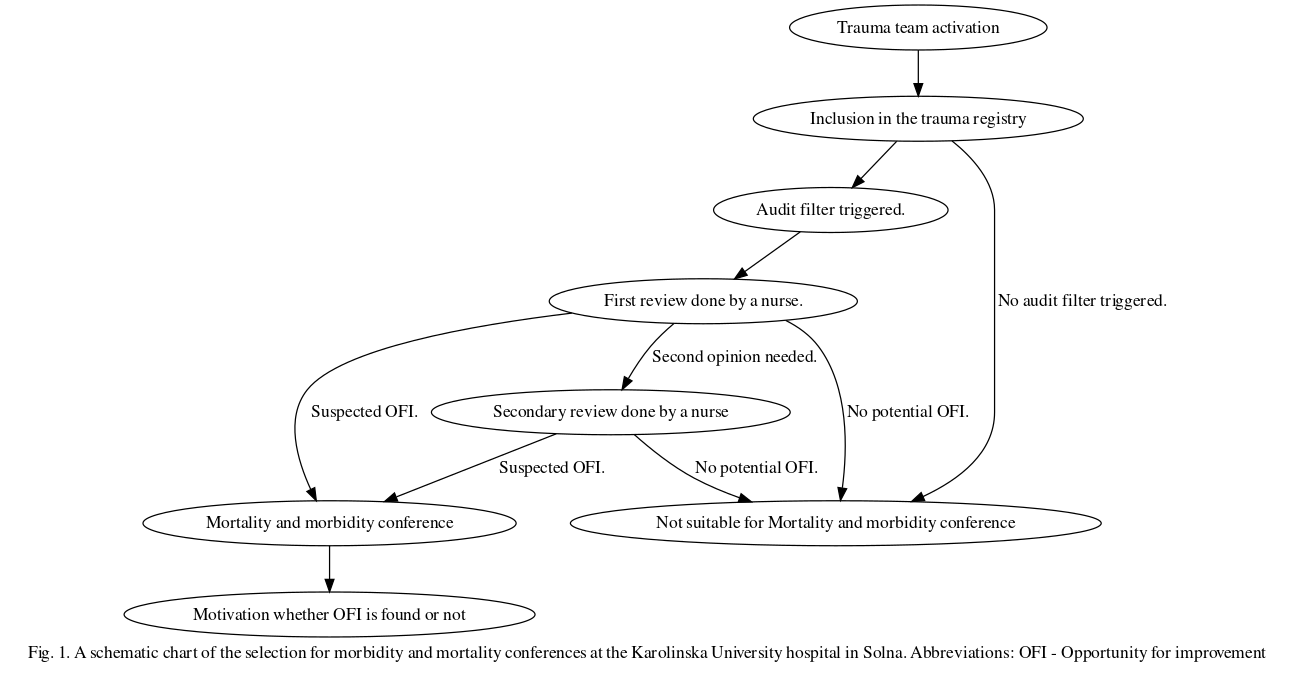 Trauma team activation
Inclusion in the trauma registry
Audit filter triggered.
First review done by a nurse.
No audit filter triggered.
Second opinion needed.
Suspected OFI.
Secondary review done by a nurse
No potential OFI.
Suspected OFI.
No potential OFI.
Mortality and morbidity conference
Not suitable for Mortality and morbidity conference
Motivation whether OFI is found or not
Fig. 1. A schematic chart of the selection for morbidity and mortality conferences at the Karolinska University hospital in Solna. Abbreviations: OFI - Opportunity for improvement